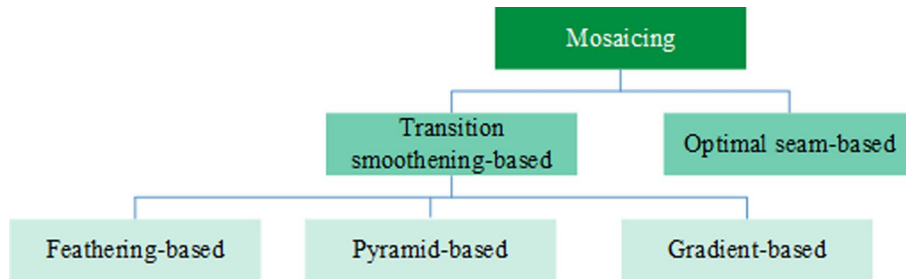 Mosaicing
Transition
smoothening-based
Optimal seam-based
Feathering-based
Pyramid-based
Gradient-based